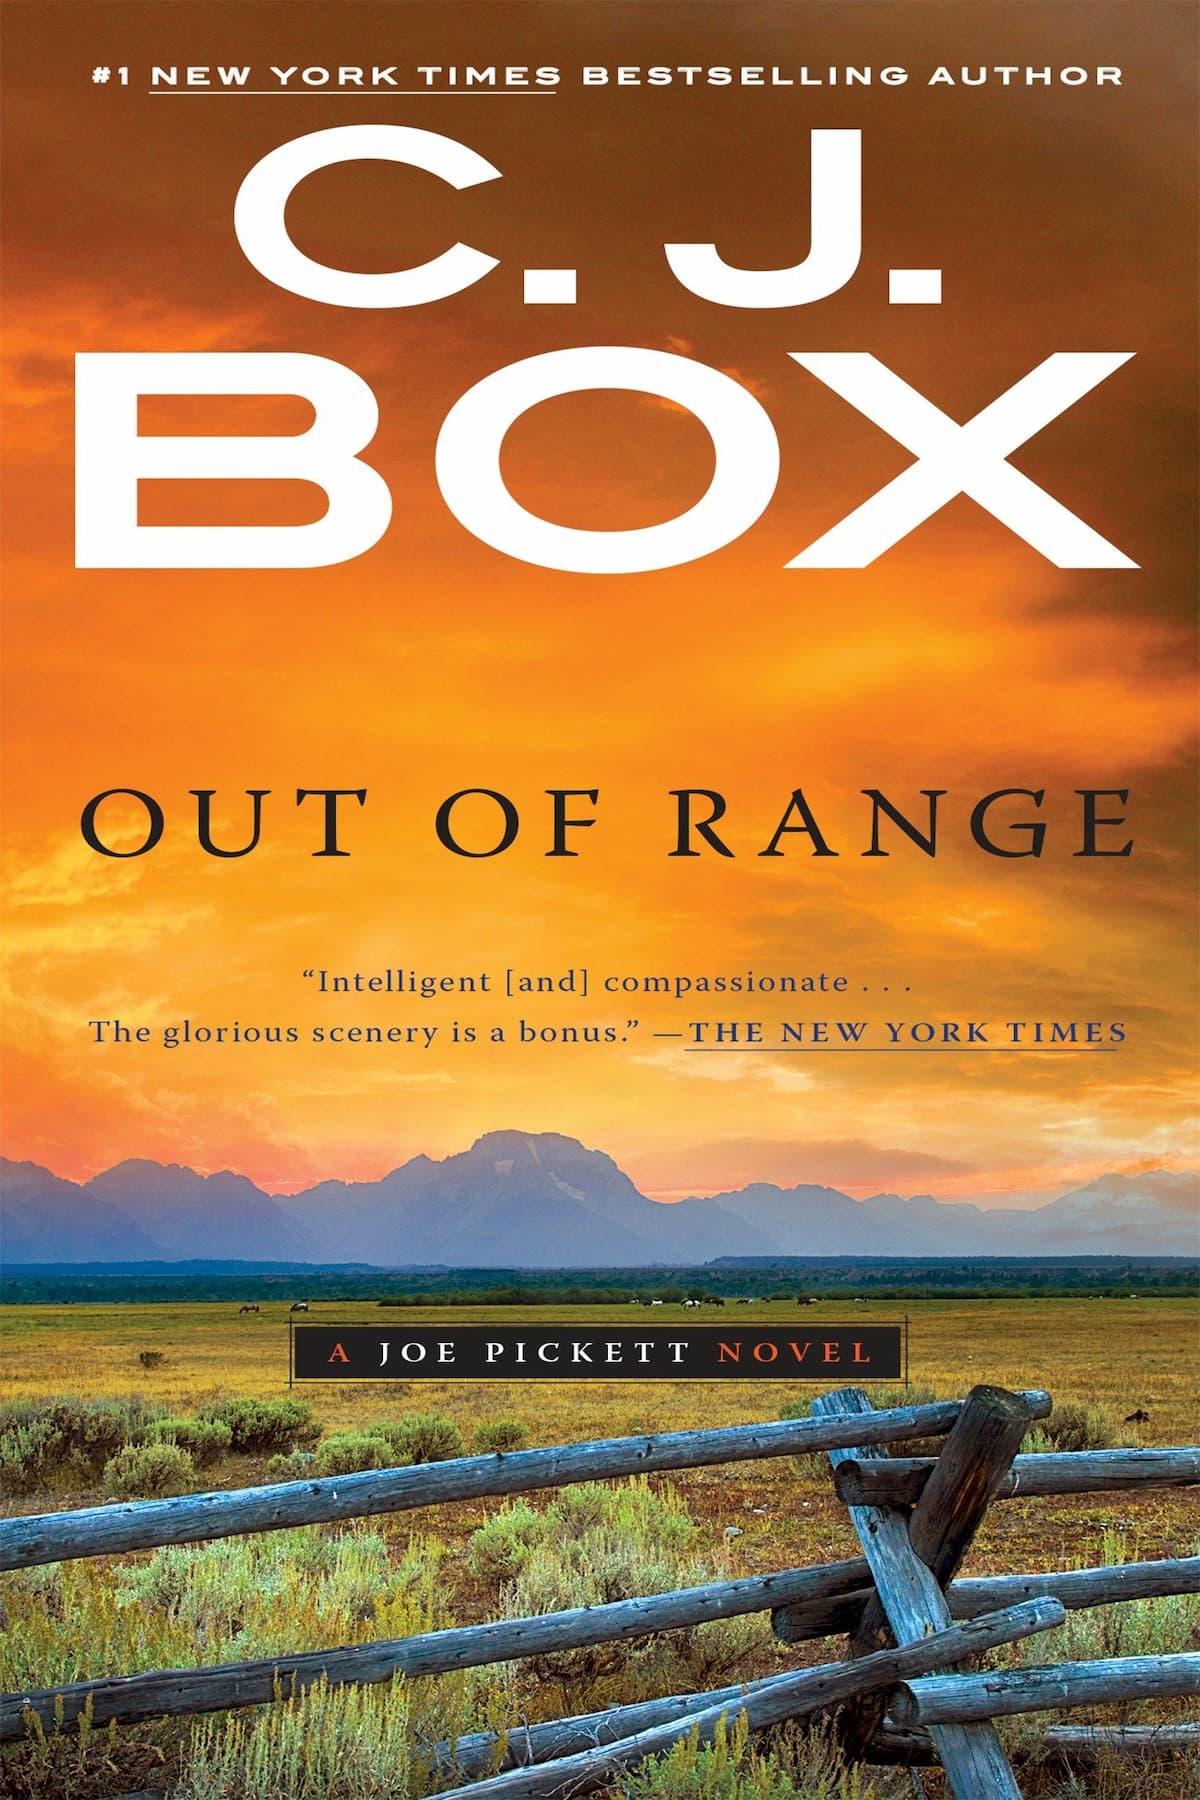 #1 NEW YORK TIMES BESTSELLING AUTHOR
C. J.
BOX
OUT OF RANGE
“Intelligent [and] compassionate . . .
The glorious scenery is a bonus.” —THE NEW YORK TIMES
A JOE PICKETT NOVEL